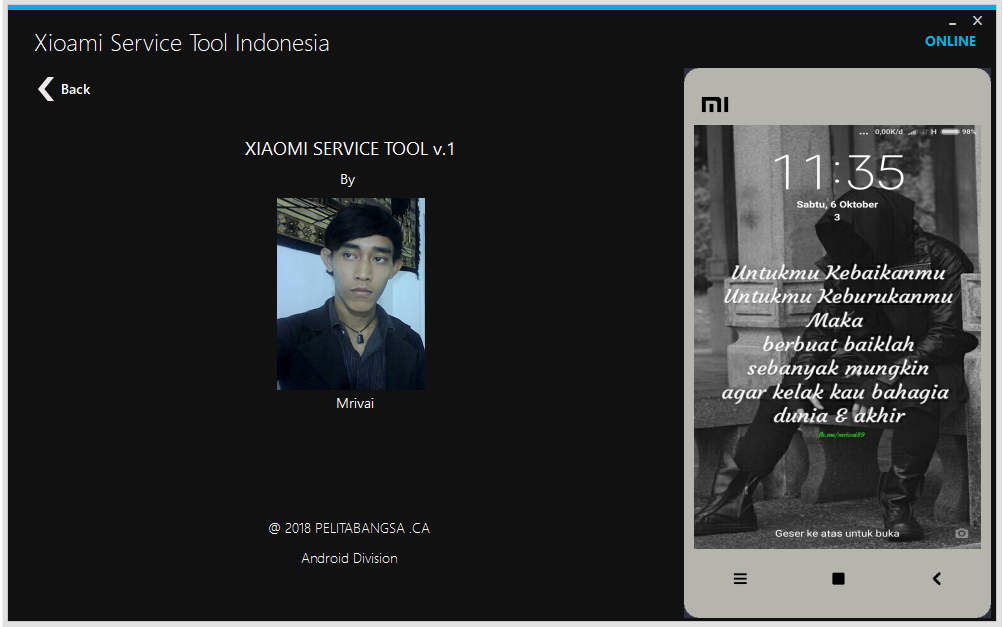 Xioami Service Tool Indonesia
ONLINE
Back
XIAOMI SERVICE TOOL v.1
By
Mrivai
@ 2018 PELITABANGSA .CA
Android Division
mi
... 0,00K/d H 98%
11:35
Sabtu, 6 Oktober
3
Untukmu Kebaikanmu
Untukmu Keburukanmu
Maka
berbuat baiklah
sebanyak mungkin
agar kelak kau bahagia
dunia & akhir
fb.me/mrivai89
Geser ke atas untuk buka